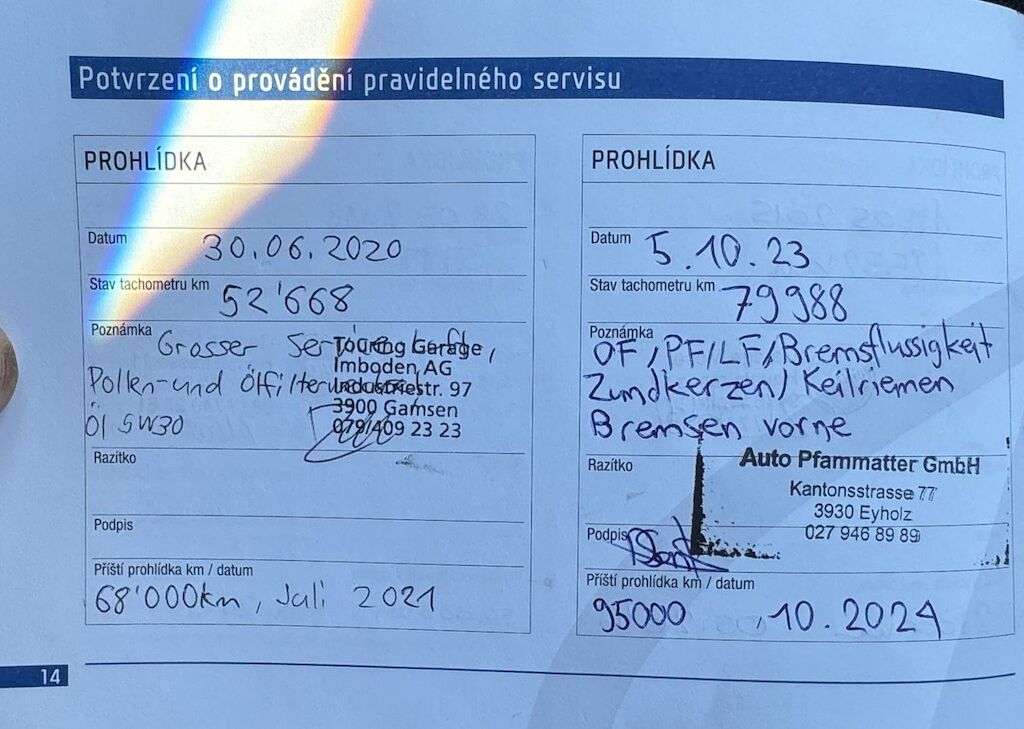 Potvrzení o provádění pravidelného servisu
PROHLÍDKA
Datum 30.06.2020
Stav tachometru km 52'668
Poznámka Grosser
Touring Garage
Imboden AG
Polken-und Ölfilter
Industriestr. 97
3900 Gamsen
Öl 5W30
079/409 23 23
Razítko
Podpis
Příští prohlídka km / datum
68'000km, Juli 2021
PROHLÍDKA
Datum 5.10.23
Stav tachometru km 79988
Poznámka
OF/PF/LF/Bremsflussigkeit
Zundkerzen/Keilriemen
Bremsen vorne
Razítko
Auto Pfammatter GmbH
Kantonsstrasse 77
3930 Eyholz
027 946 89 89
Podpis
Příští prohlídka km / datum
95000 , 10.2024
14